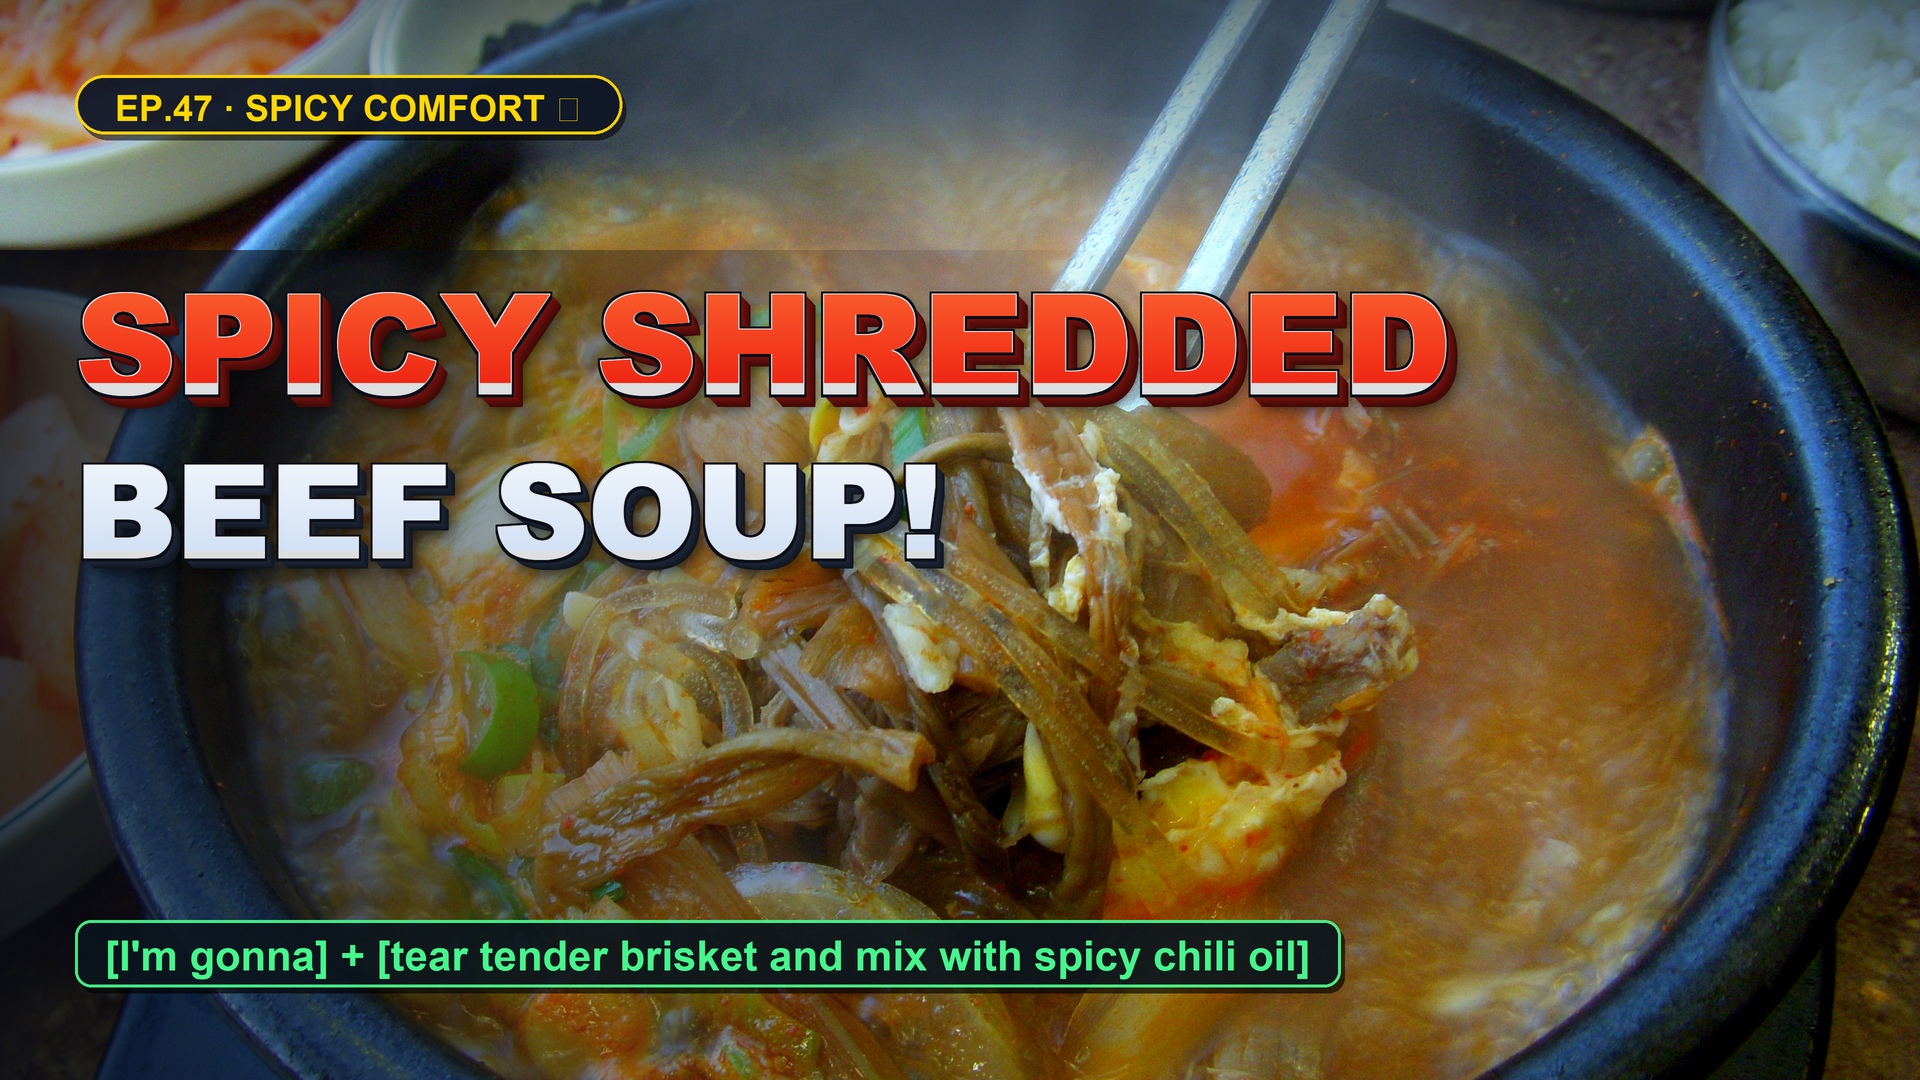 EP.47 · SPICY COMFORT □
SPICY SHREDDED
BEEF SOUP!
[I'm gonna] + [tear tender brisket and mix with spicy chili oil]